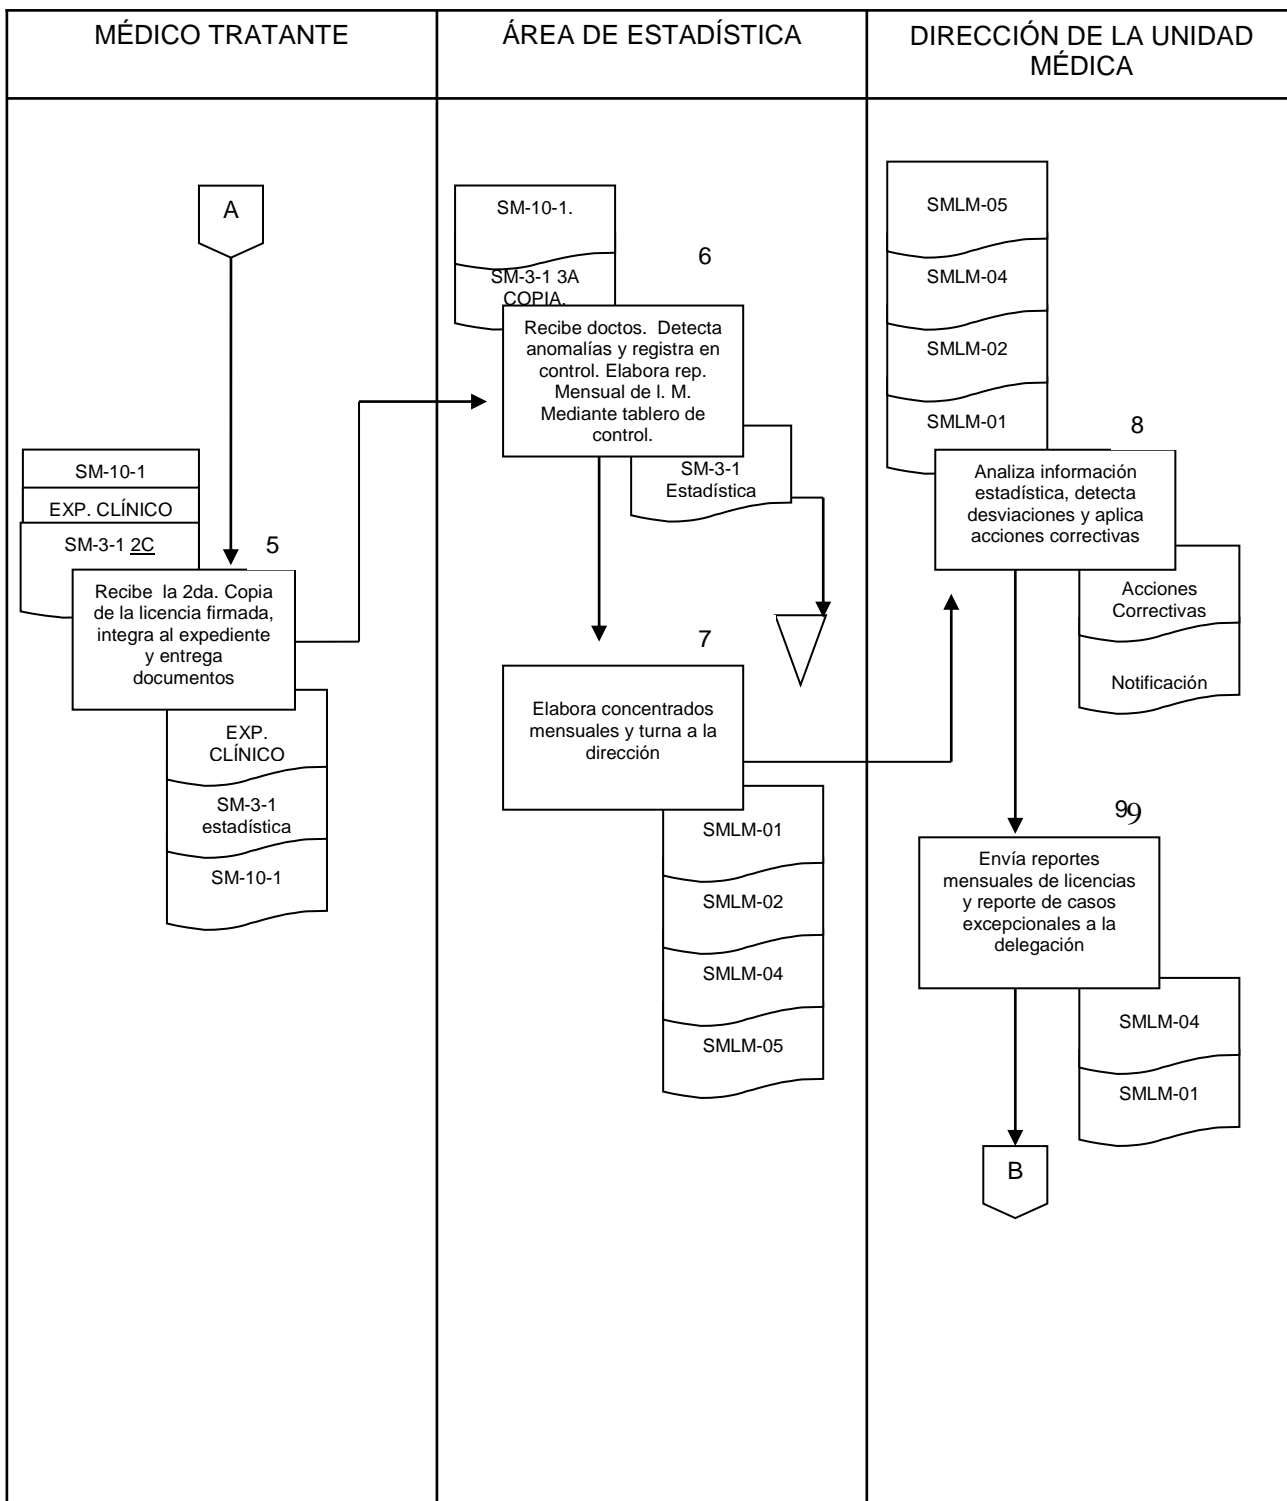 MÉDICO TRATANTE
ÁREA DE ESTADÍSTICA
DIRECCIÓN DE LA UNIDAD
MÉDICA
A
SM-10-1
EXP. CLÍNICO
SM-3-1 2C
5
Recibe la 2da. Copia
de la licencia firmada,
integra al expediente
y entrega
documentos
EXP.
CLÍNICO
SM-3-1
estadística
SM-10-1
SM-10-1.
SM-3-1 3A
COPIA.
6
Recibe doctos. Detecta
anomalías y registra en
control. Elabora rep.
Mensual de l. M.
Mediante tablero de
control.
SM-3-1
Estadística
7
Elabora concentrados
mensuales y turna a la
dirección
SMLM-01
SMLM-02
SMLM-04
SMLM-05
SMLM-05
SMLM-04
SMLM-02
SMLM-01
8
Analiza información
estadística, detecta
desviaciones y aplica
acciones correctivas
Acciones
Correctivas
Notificación
99
Envía reportes
mensuales de licencias
y reporte de casos
excepcionales a la
delegación
SMLM-04
SMLM-01
B